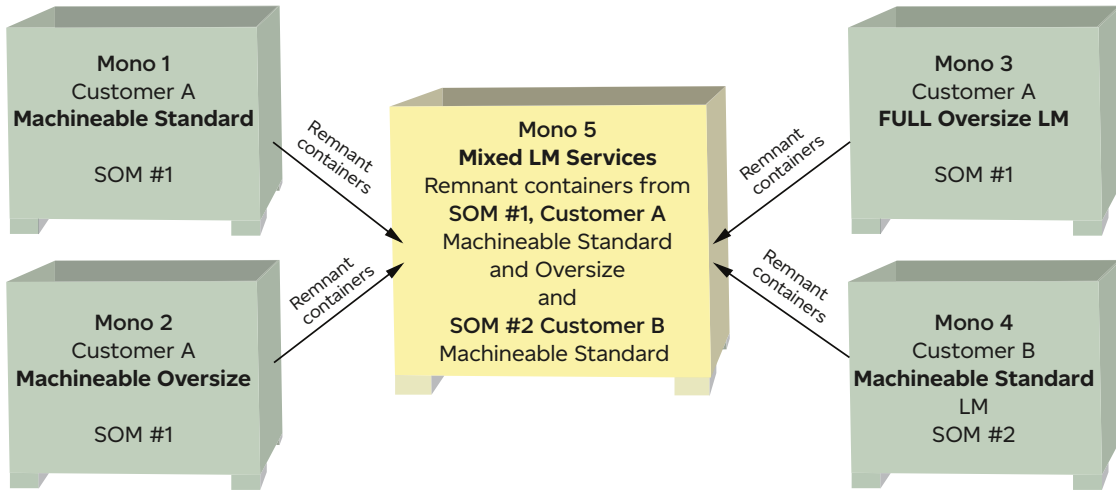 Mono 1
Customer A
Machineable Standard
SOM #1
Remnant
containers
Mono 2
Customer A
Machineable Oversize
SOM #1
Remnant
containers
Mono 5
Mixed LM Services
Remnant containers from
SOM #1, Customer A
Machineable Standard
and Oversize
and
SOM #2 Customer B
Machineable Standard
Remnant
containers
Mono 3
Customer A
FULL Oversize LM
SOM #1
Remnant
containers
Mono 4
Customer B
Machineable Standard
LM
SOM #2